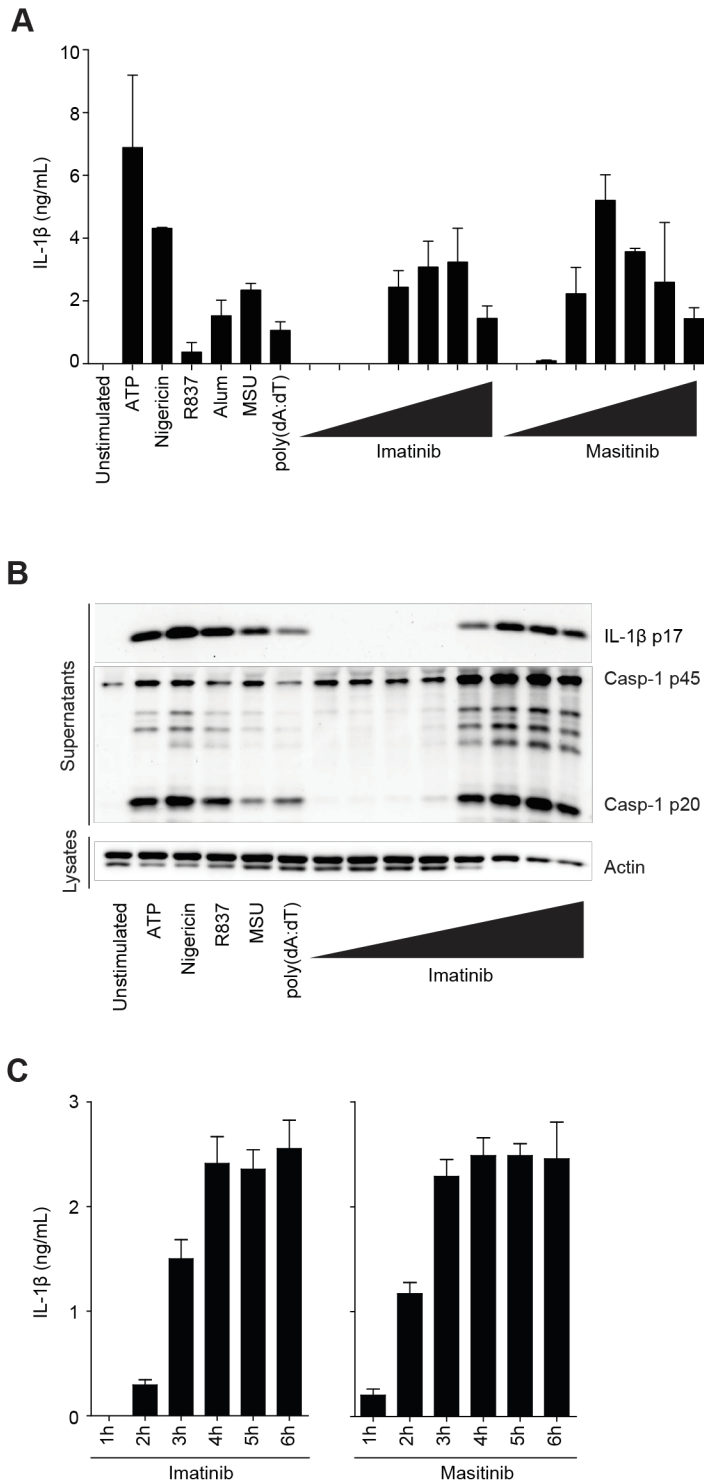 A
10
8
6
4
2
0
IL-1β (ng/mL)
Unstimulated
ATP
Nigericin
R837
Alum
MSU
poly(dA:dT)
Imatinib
Masitinib
B
Supernatants
Lysates
IL-1β p17
Casp-1 p45
Casp-1 p20
Actin
Unstimulated
ATP
Nigericin
R837
MSU
poly(dA:dT)
Imatinib
C
3
2
1
0
IL-1β (ng/mL)
1h 2h 3h 4h 5h 6h
Imatinib
1h 2h 3h 4h 5h 6h
Masitinib